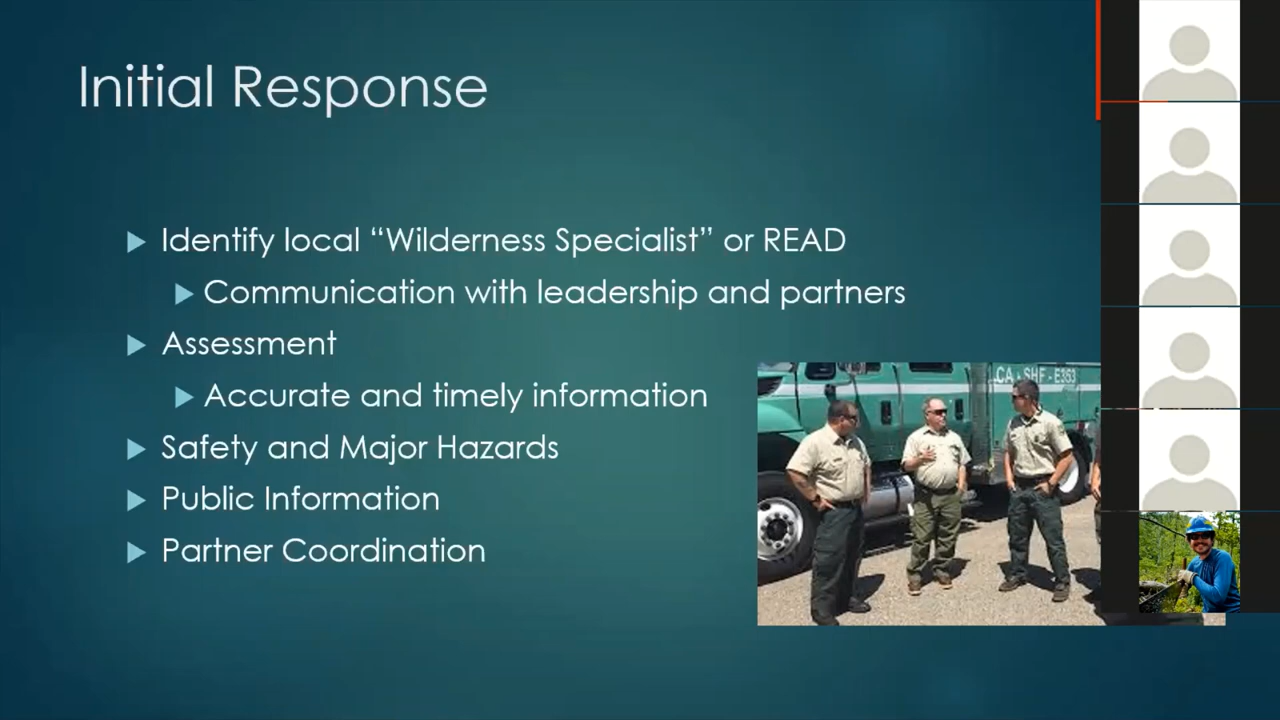 Initial Response
Identify local “Wilderness Specialist” or READ
Communication with leadership and partners
Assessment
Accurate and timely information
CA - SHF - E353
Safety and Major Hazards
Public Information
Partner Coordination